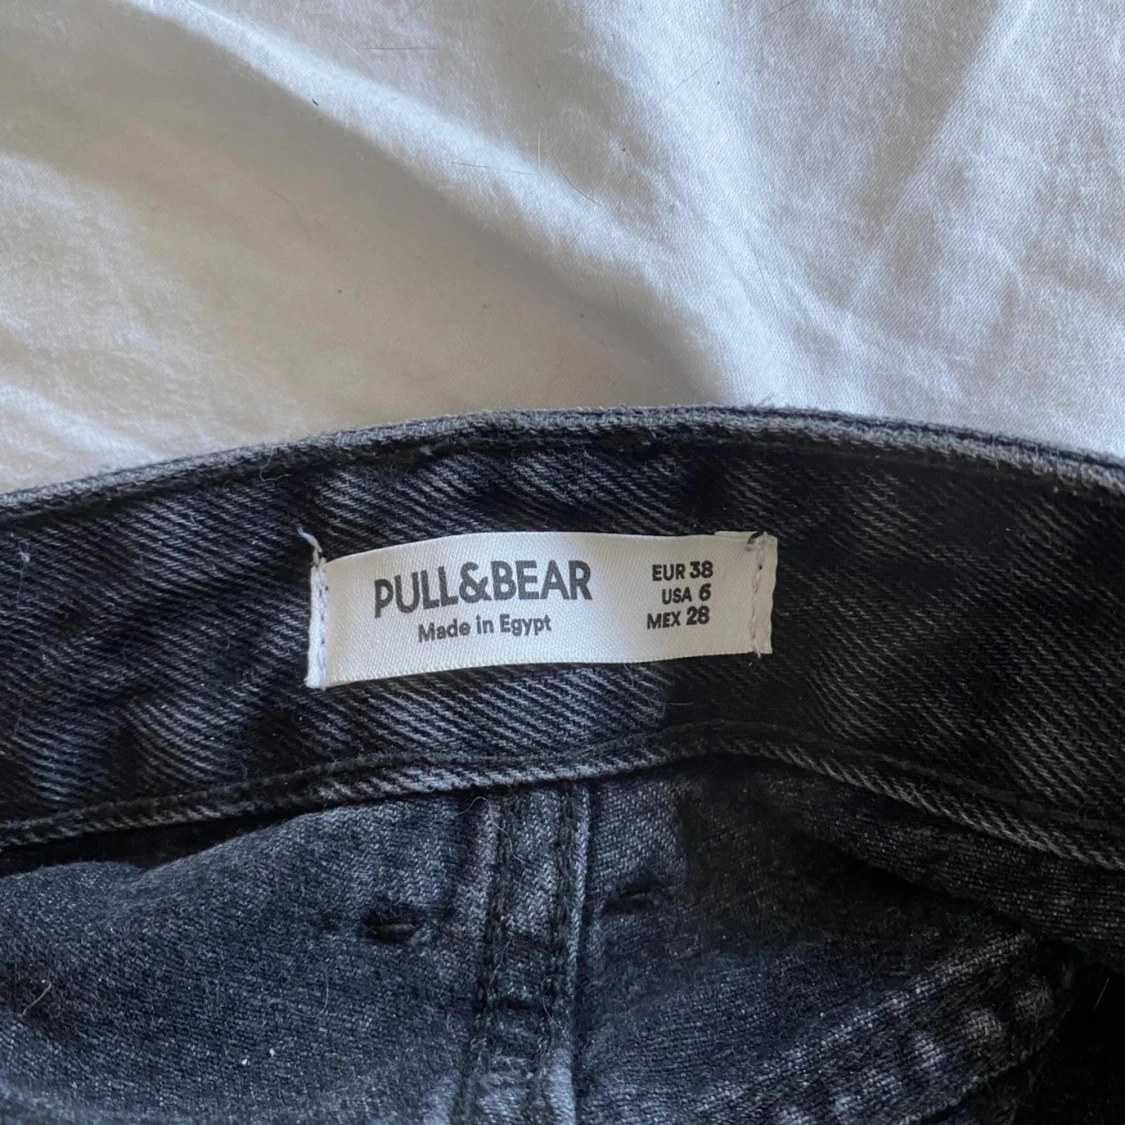 PULL&BEAR
Made in Egypt
EUR 38
USA 6
MEX 28